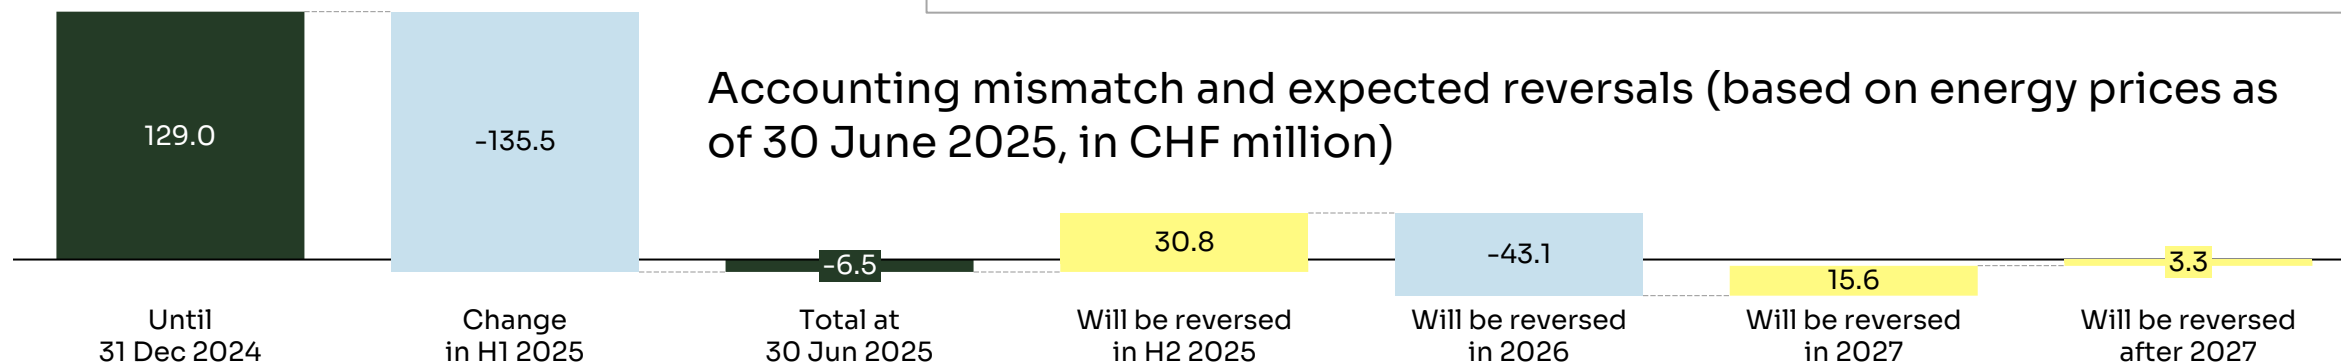 Accounting mismatch and expected reversals (based on energy prices as
of 30 June 2025, in CHF million)
129.0
-135.5
-6.5
30.8
-43.1
15.6
3.3
Until
31 Dec 2024
Change
in H1 2025
Total at
30 Jun 2025
Will be reversed
in H2 2025
Will be reversed
in 2026
Will be reversed
in 2027
Will be reversed
after 2027